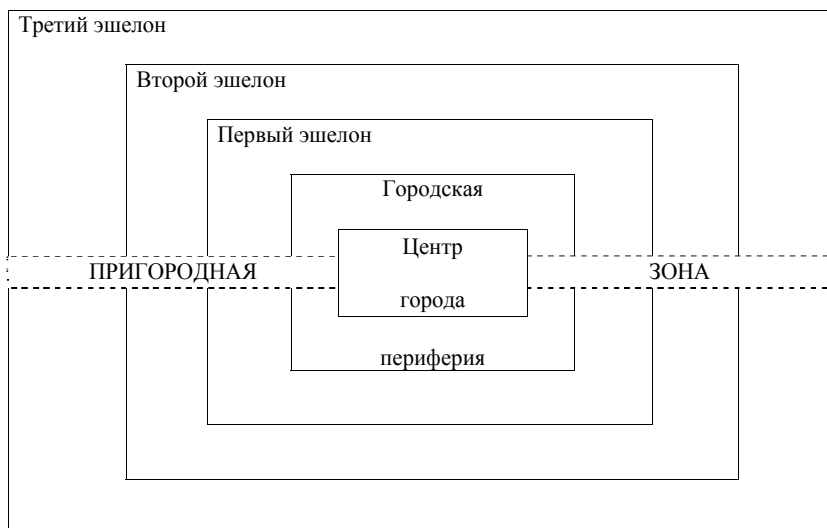 Третий эшелон
Второй эшелон
Первый эшелон
Городская
Центр
ПРИГОРОДНАЯ ЗОНА
города
периферия